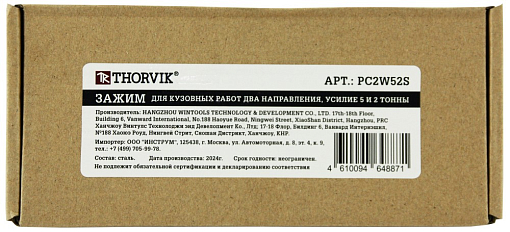 THORVIK® АРТ.: PC2W52S
ЗАЖИМ ДЛЯ КУЗОВНЫХ РАБОТ ДВА НАПРАВЛЕНИЯ, УСИЛИЕ 5 И 2 ТОННЫ
Производитель: HANGZHOU WINTOOLS TECHNOLOGY & DEVELOPMENT CO., LTD. 17th-18th Floor,
Building 6, Vanward International, No.188 Haoyue Road, Ningwei Street, XiaoShan District, Hangzhou, PRC
Ханчжоу Винтулс Технолоджи энд Девелопмент Ко., Лтд; 17-18 Флор, Билдинг 6, Ванвард Интернэшнл,
№188 Хаоюэ Роуд, Нингвей Стрит, Сяошан Дистрикт, Ханчжоу, КНР.
Импортер: ООО "ИНСТРУМ", 125438, г. Москва, ул. Автомоторная, д. 8, эт. 4, к. 9,
тел.: +7 (499) 705-99-78.
Состав: сталь. Дата производства: 2024г. Срок годности: неограничен.
Не подлежит обязательной сертификации и декларированию соответствия
4 610094 648871